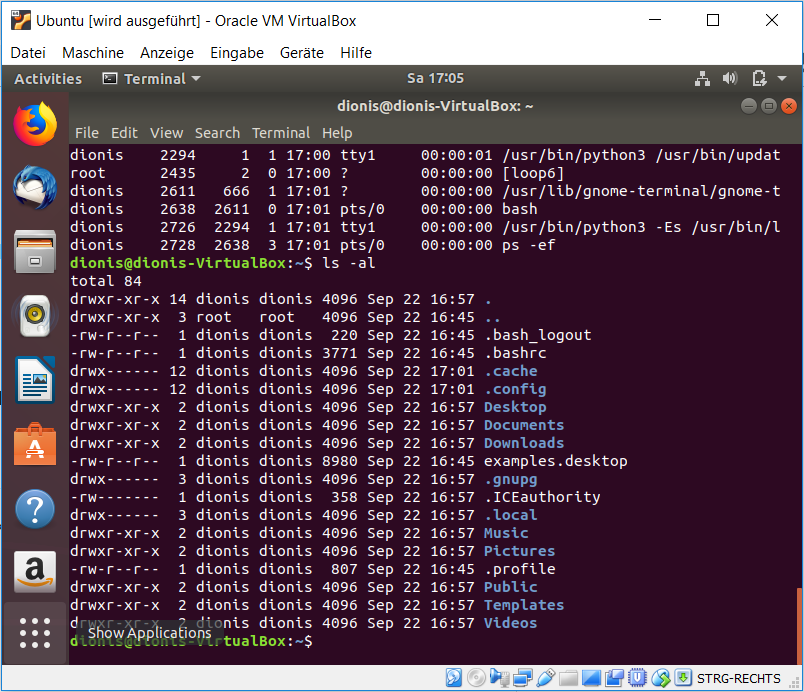 Ubuntu [wird ausgeführt] - Oracle VM VirtualBox
Datei Maschine Anzeige Eingabe Geräte Hilfe
Activities Terminal Sa 17:05
dionis@dionis-VirtualBox: ~
File Edit View Search Terminal Help
dionis    2294     1  1 17:00 tty1     00:00:01 /usr/bin/python3 /usr/bin/updat
root      2435     2  0 17:00 ?        00:00:00 [loop6]
dionis    2611   666  1 17:01 ?        00:00:00 /usr/lib/gnome-terminal/gnome-t
dionis    2638  2611  0 17:01 pts/0    00:00:00 bash
dionis    2726  2294  1 17:01 tty1     00:00:00 /usr/bin/python3 -Es /usr/bin/l
dionis    2728  2638  3 17:01 pts/0    00:00:00 ps -ef
dionis@dionis-VirtualBox:~$ ls -al
total 84
drwxr-xr-x 14 dionis dionis 4096 Sep 22 16:57 .
drwxr-xr-x  3 root   root   4096 Sep 22 16:45 ..
-rw-r--r--  1 dionis dionis  220 Sep 22 16:45 .bash_logout
-rw-r--r--  1 dionis dionis 3771 Sep 22 16:45 .bashrc
drwx------ 12 dionis dionis 4096 Sep 22 17:01 .cache
drwx------ 12 dionis dionis 4096 Sep 22 17:01 .config
drwxr-xr-x  2 dionis dionis 4096 Sep 22 16:57 Desktop
drwxr-xr-x  2 dionis dionis 4096 Sep 22 16:57 Documents
drwxr-xr-x  2 dionis dionis 4096 Sep 22 16:57 Downloads
-rw-r--r--  1 dionis dionis 8980 Sep 22 16:45 examples.desktop
drwx------  3 dionis dionis 4096 Sep 22 16:57 .gnupg
-rw-------  1 dionis dionis  358 Sep 22 16:57 .ICEauthority
drwx------  3 dionis dionis 4096 Sep 22 16:57 .local
drwxr-xr-x  2 dionis dionis 4096 Sep 22 16:57 Music
drwxr-xr-x  2 dionis dionis 4096 Sep 22 16:57 Pictures
-rw-r--r--  1 dionis dionis  807 Sep 22 16:45 .profile
drwxr-xr-x  2 dionis dionis 4096 Sep 22 16:57 Public
drwxr-xr-x  2 dionis dionis 4096 Sep 22 16:57 Templates
drwxr-xr-x  2 dionis dionis 4096 Sep 22 16:57 Videos
Show Applications
dionis@dionis-VirtualBox:~$
STRG-RECHTS